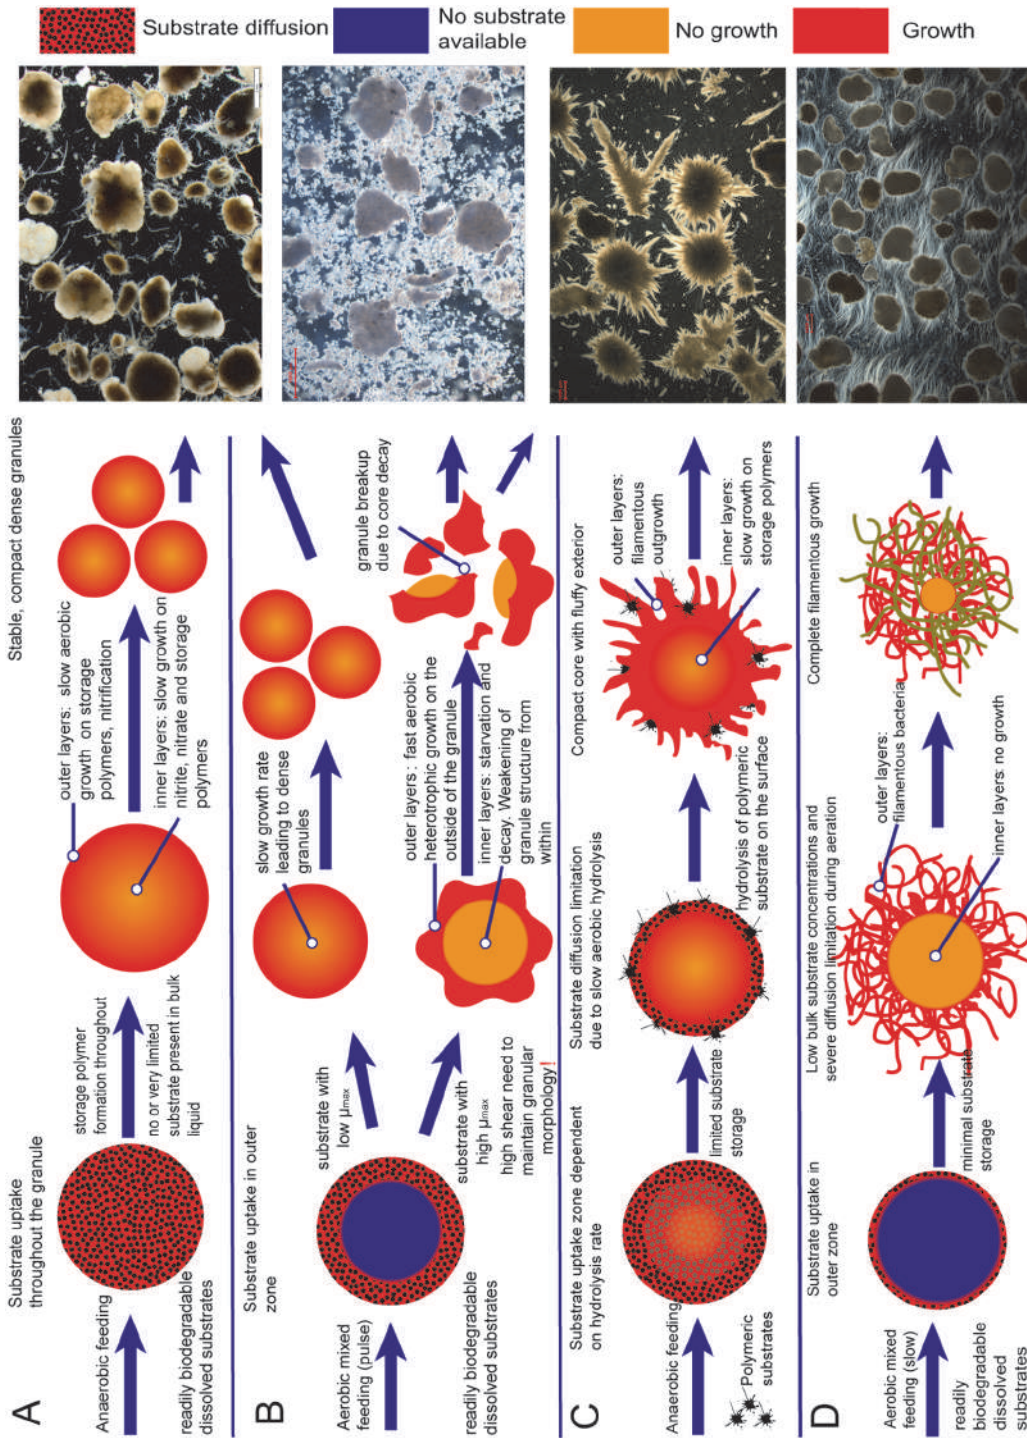 Substrate diffusion
No substrate
available
No growth
Growth
A
Anaerobic feeding
readily biodegradable
dissolved substrates
Substrate uptake
throughout the granule
storage polymer
formation throughout
no or very limited
substrate present in bulk
liquid
outer layers: slow aerobic
growth on storage
polymers, nitrification
inner layers: slow growth on
nitrite, nitrate and storage
polymers
Stable, compact dense granules
B
Aerobic mixed
feeding (pulse)
readily biodegradable
dissolved substrates
Substrate uptake in outer
zone
substrate with
low µmax
substrate with
high µmax
high shear need to
maintain granular
morphology!
slow growth rate
leading to dense
granules
outer layers : fast aerobic
heterotrophic growth on the
outside of the granule
inner layers: starvation and
decay. Weakening of
granule structure from
within
granule breakup
due to core decay
C
Anaerobic feeding
Polymeric
substrates
Substrate uptake zone dependent
on hydrolysis rate
limited substrate
storage
Substrate diffusion limitation
due to slow aerobic hydrolysis
hydrolysis of polymeric
substrate on the surface
Compact core with fluffy exterior
outer layers:
filamentous
outgrowth
inner layers:
slow growth on
storage polymers
D
Aerobic mixed
feeding (slow)
readily
biodegradable
dissolved
substrates
Substrate uptake in
outer zone
minimal substrate
storage
Low bulk substrate concentrations and
severe diffusion limitation during aeration
outer layers:
filamentous bacteria
inner layers: no growth
Complete filamentous growth